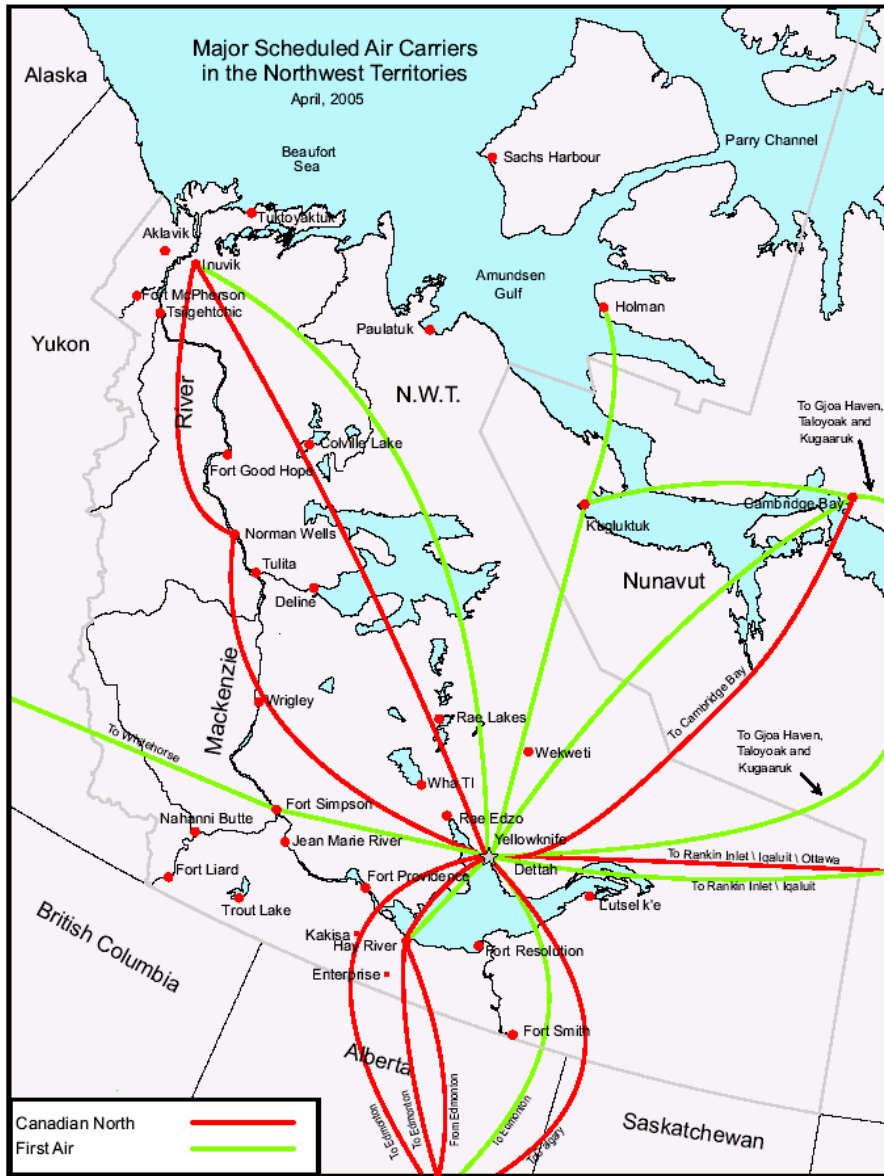 Major Scheduled Air Carriers
in the Northwest Territories
April, 2005
Alaska
Beaufort
Sea
Parry Channel
Sachs Harbour
Tuktoyaktuk
Aklavik
Inuvik
Amundsen
Gulf
Fort McPherson
Tsiigehtchic
Holman
Paulatuk
Yukon
N.W.T.
River
To Gjoa Haven,
Taloyoak and
Kugaaruk
Colville Lake
Fort Good Hope
Cambridge Bay
Kugluktuk
Norman Wells
Tulita
Deline
Nunavut
Mackenzie
Wrigley
To Cambridge Bay
Rae Lakes
To Whitehorse
To Gjoa Haven,
Taloyoak and
Kugaaruk
Wekweti
Wha TI
Fort Simpson
Rae Edzo
Nahanni Butte
Yellowknife
Jean Marie River
To Rankin Inlet \ Iqaluit \ Ottawa
Dettah
Fort Liard
Fort Providence
To Rankin Inlet \ Iqaluit
Trout Lake
Lutsel k'e
British Columbia
Kakisa
Hay River
Fort Resolution
Enterprise
Fort Smith
Alberta
To Edmonton
To Edmonton
From Edmonton
To Edmonton
To Calgary
Saskatchewan
Canadian North
First Air